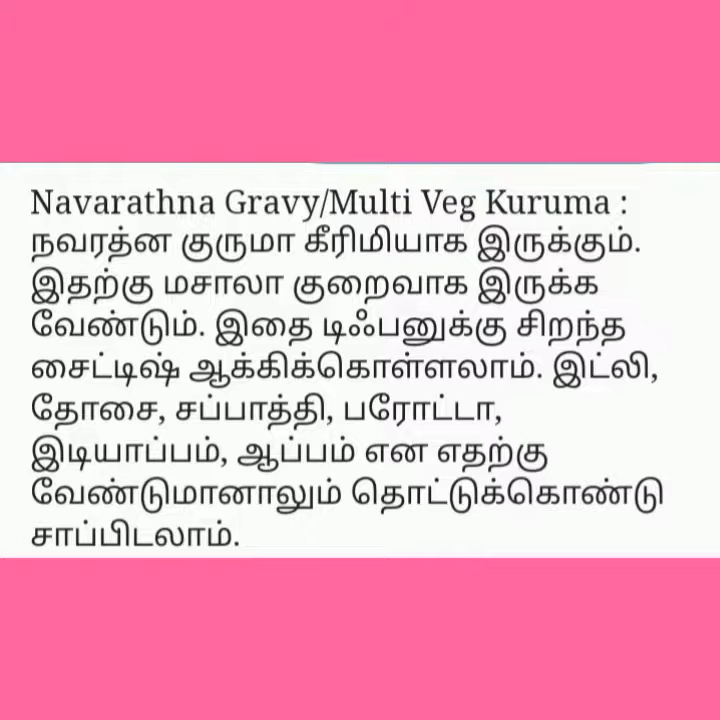 Navarathna Gravy/Multi Veg Kuruma :
நவரத்ன குருமா கீரிமியாக இருக்கும்.
இதற்கு மசாலா குறைவாக இருக்க
வேண்டும். இதை டிஃபனுக்கு சிறந்த
சைட்டிஷ் ஆக்கிக்கொள்ளலாம். இட்லி,
தோசை, சப்பாத்தி, பரோட்டா,
இடியாப்பம், ஆப்பம் என எதற்கு
வேண்டுமானாலும் தொட்டுக்கொண்டு
சாப்பிடலாம்.